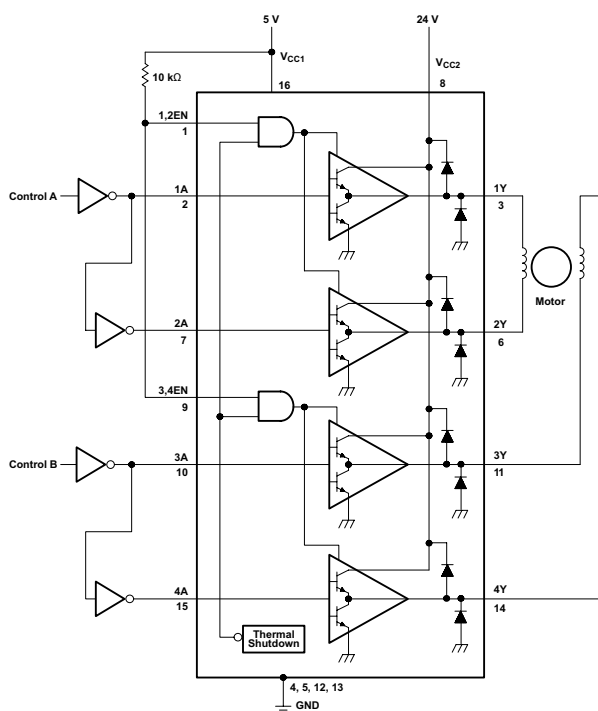 5 V
24 V
VCC1
VCC2
10 kΩ
16
8
1,2EN
1
Control A
1A
2
1Y
3
Motor
2A
7
2Y
6
3,4EN
9
Control B
3A
10
3Y
11
4A
15
4Y
14
Thermal
Shutdown
4, 5, 12, 13
GND